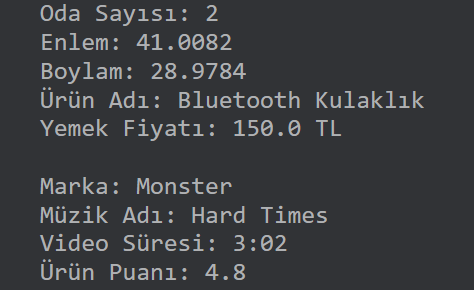 Oda Sayısı: 2
Enlem: 41.0082
Boylam: 28.9784
Ürün Adı: Bluetooth Kulaklık
Yemek Fiyatı: 150.0 TL
Marka: Monster
Müzik Adı: Hard Times
Video Süresi: 3:02
Ürün Puanı: 4.8